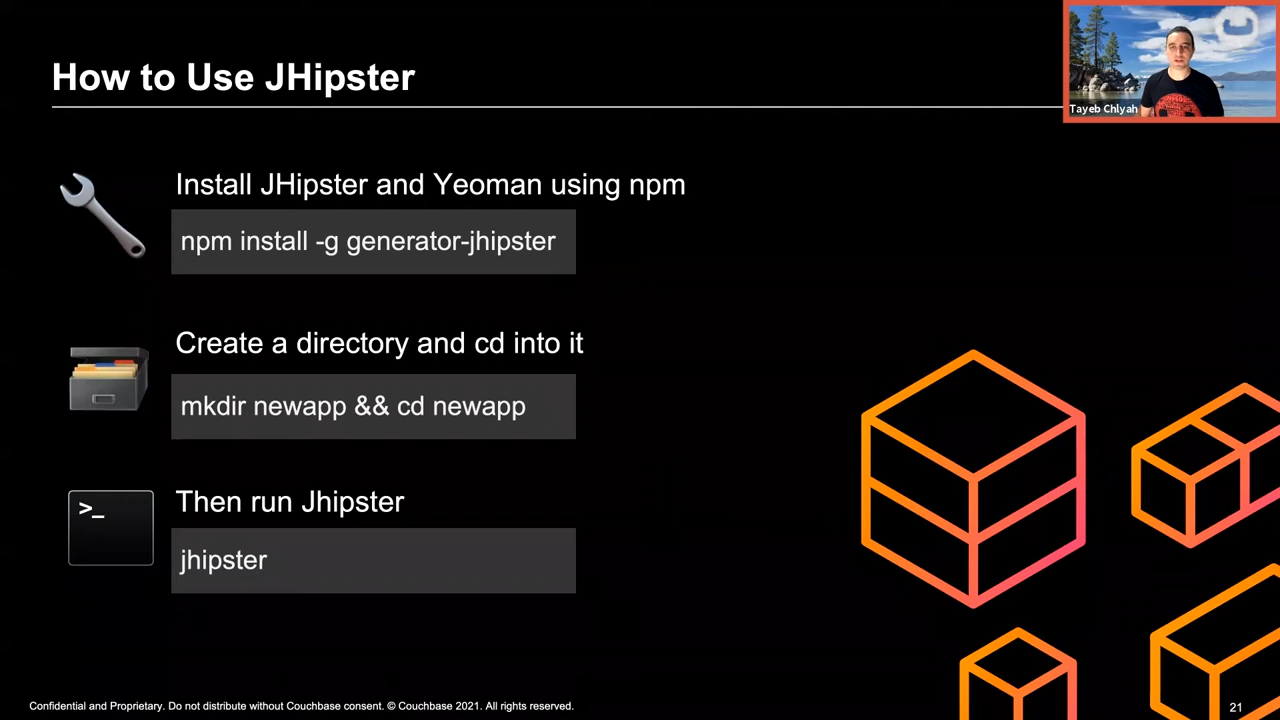 How to Use JHipster
Tayeb Chlyah
Install JHipster and Yeoman using npm
npm install -g generator-jhipster
Create a directory and cd into it
mkdir newapp && cd newapp
>_
Then run Jhipster
jhipster
Confidential and Proprietary. Do not distribute without Couchbase consent. © Couchbase 2021. All rights reserved.
21